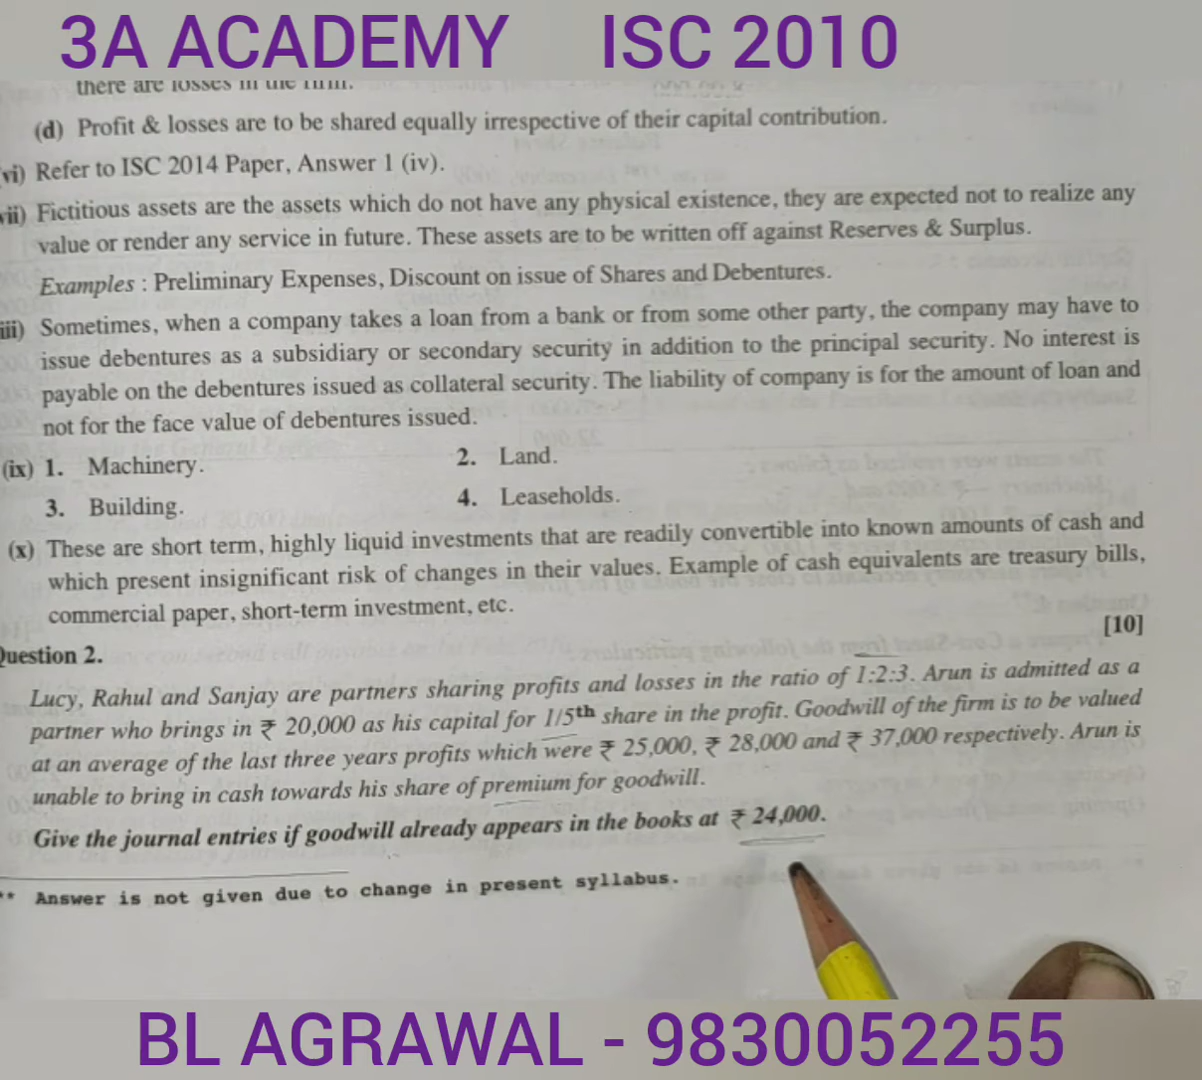 3A ACADEMY ISC 2010
there are losses in the firm.
(d) Profit & losses are to be shared equally irrespective of their capital contribution.
vi) Refer to ISC 2014 Paper, Answer 1 (iv).
vii) Fictitious assets are the assets which do not have any physical existence, they are expected not to realize any
value or render any service in future. These assets are to be written off against Reserves & Surplus.
Examples : Preliminary Expenses, Discount on issue of Shares and Debentures.
iii) Sometimes, when a company takes a loan from a bank or from some other party, the company may have to
issue debentures as a subsidiary or secondary security in addition to the principal security. No interest is
payable on the debentures issued as collateral security. The liability of company is for the amount of loan and
not for the face value of debentures issued.
(ix) 1. Machinery. 2. Land.
3. Building. 4. Leaseholds.
(x) These are short term, highly liquid investments that are readily convertible into known amounts of cash and
which present insignificant risk of changes in their values. Example of cash equivalents are treasury bills,
commercial paper, short-term investment, etc.
[10]
Question 2.
Lucy, Rahul and Sanjay are partners sharing profits and losses in the ratio of 1:2:3. Arun is admitted as a
partner who brings in ₹ 20,000 as his capital for 1/5th share in the profit. Goodwill of the firm is to be valued
at an average of the last three years profits which were ₹ 25,000, ₹ 28,000 and ₹ 37,000 respectively. Arun is
unable to bring in cash towards his share of premium for goodwill.
Give the journal entries if goodwill already appears in the books at ₹ 24,000.
** Answer is not given due to change in present syllabus.
BL AGRAWAL - 9830052255